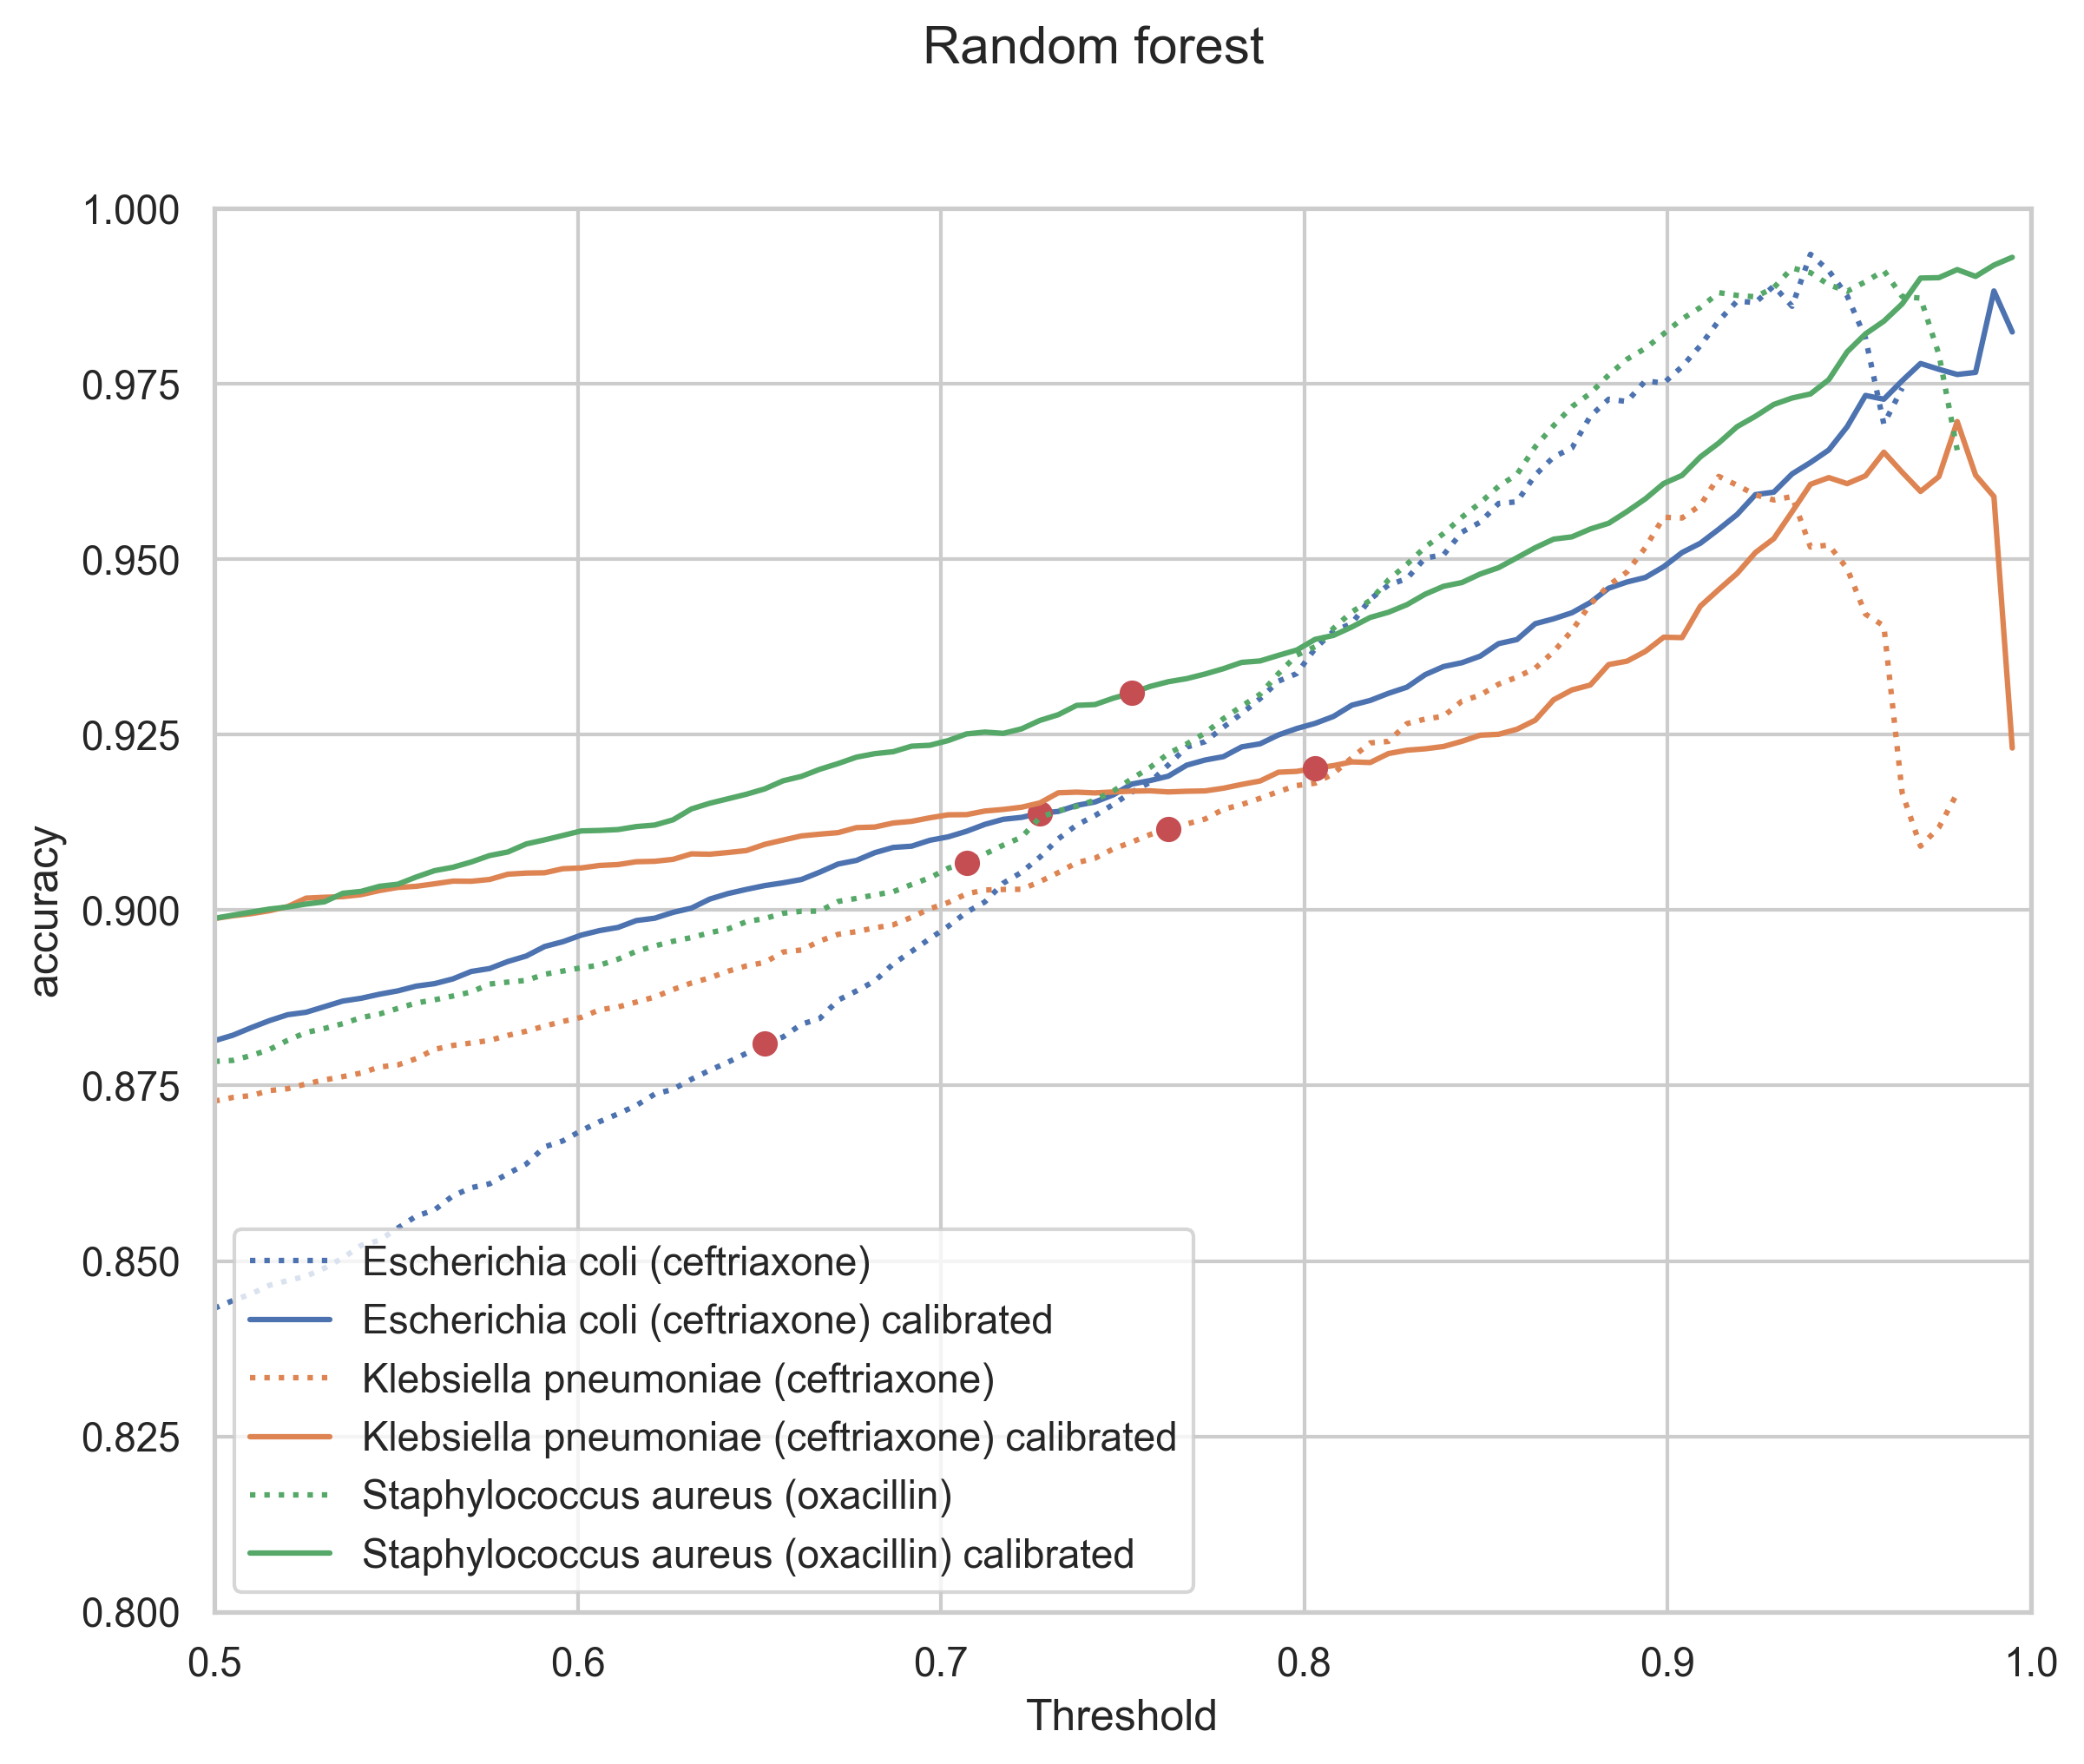 Random forest
1.000
0.975
0.950
0.925
0.900
0.875
0.850
0.825
0.800
accuracy
Escherichia coli (ceftriaxone)
Escherichia coli (ceftriaxone) calibrated
Klebsiella pneumoniae (ceftriaxone)
Klebsiella pneumoniae (ceftriaxone) calibrated
Staphylococcus aureus (oxacillin)
Staphylococcus aureus (oxacillin) calibrated
0.5 0.6 0.7 0.8 0.9 1.0
Threshold